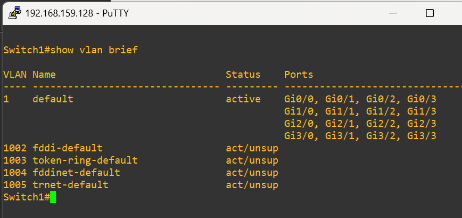 192.168.159.128 - PuTTY
Switch1#show vlan brief
VLAN Name                             Status    Ports
---- -------------------------------- --------- -------------------------------
1    default                          active    Gi0/0, Gi0/1, Gi0/2, Gi0/3
                                                Gi1/0, Gi1/1, Gi1/2, Gi1/3
                                                Gi2/0, Gi2/1, Gi2/2, Gi2/3
                                                Gi3/0, Gi3/1, Gi3/2, Gi3/3
1002 fddi-default                     act/unsup
1003 token-ring-default               act/unsup
1004 fddinet-default                  act/unsup
1005 trnet-default                    act/unsup
Switch1#